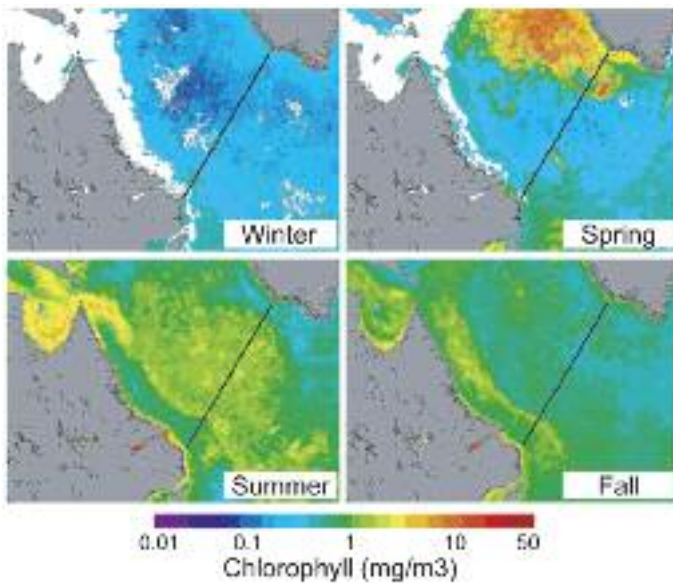 Winter
Spring
Summer
Fall
0.01 0.1 1 10 50
Chlorophyll (mg/m3)